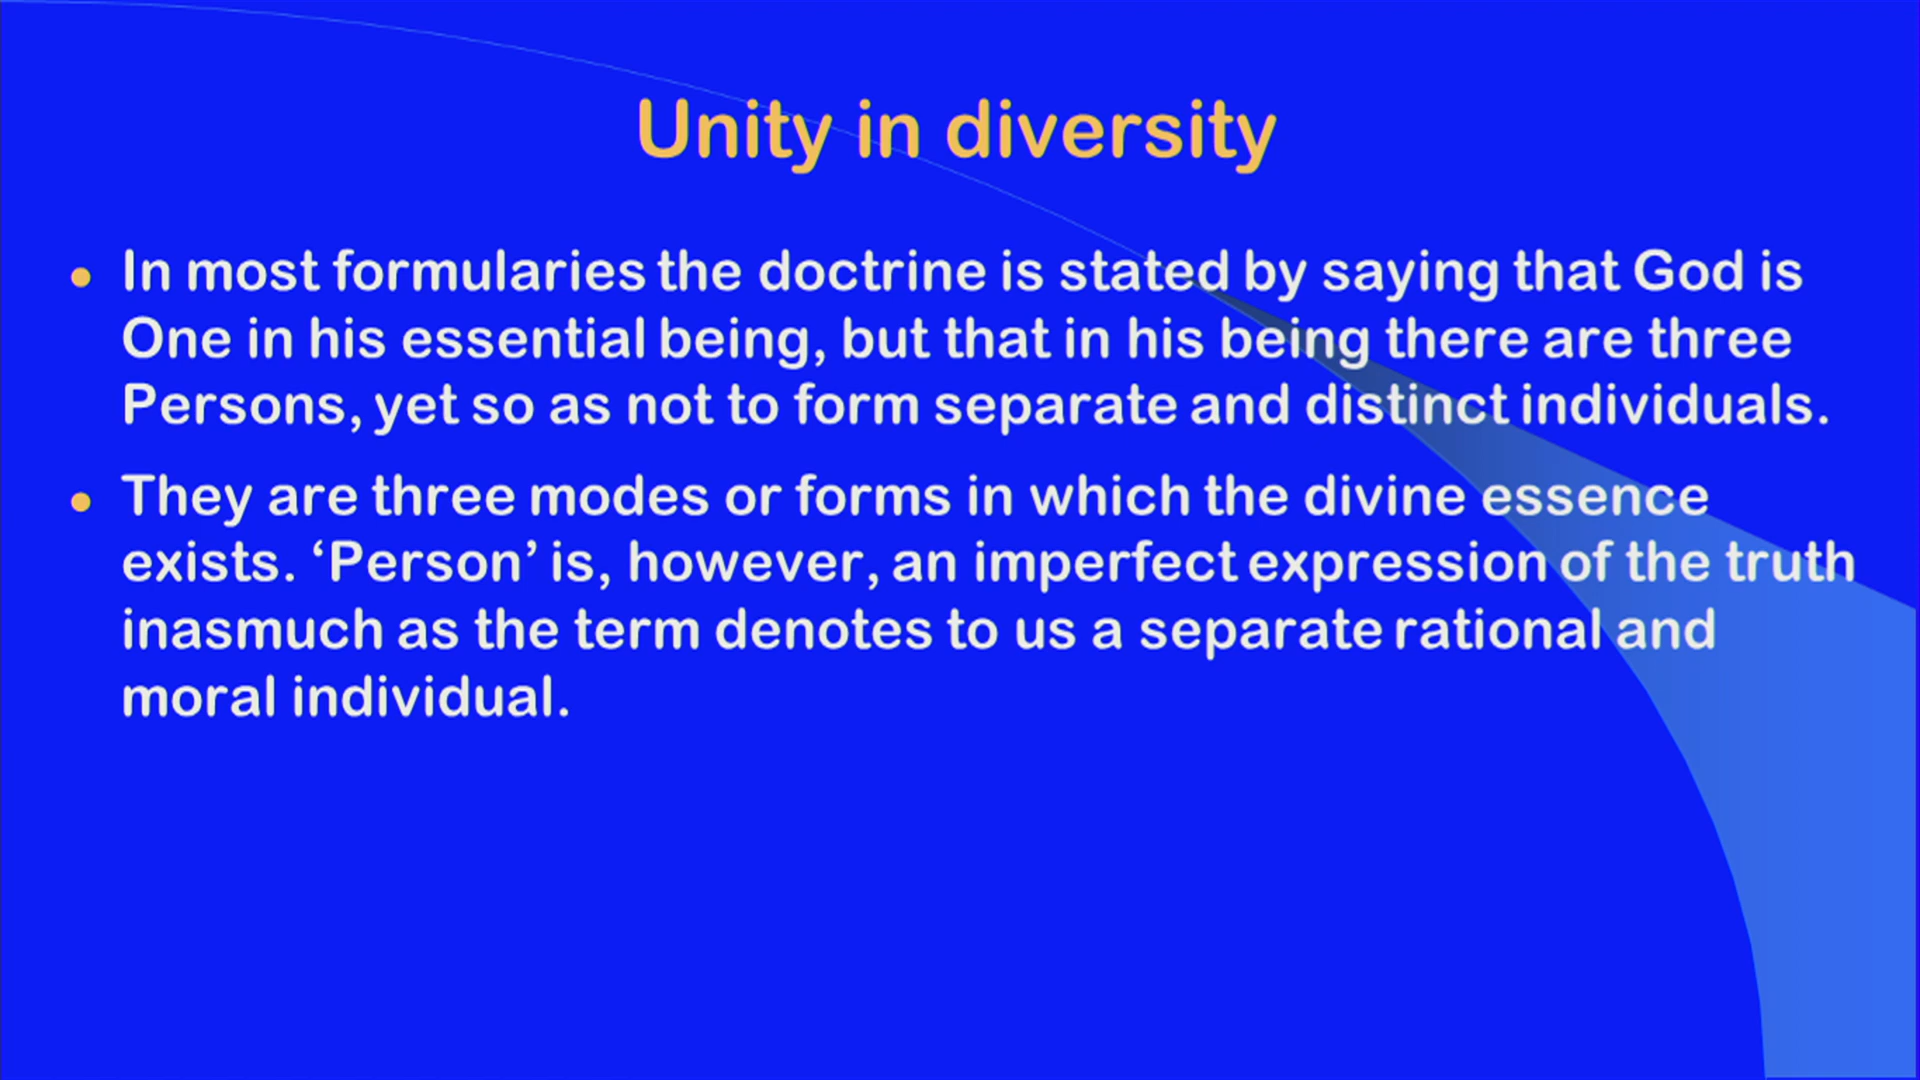 Unity in diversity
• In most formularies the doctrine is stated by saying that God is
One in his essential being, but that in his being there are three
Persons, yet so as not to form separate and distinct individuals.
• They are three modes or forms in which the divine essence
exists. ‘Person’ is, however, an imperfect expression of the truth
inasmuch as the term denotes to us a separate rational and
moral individual.